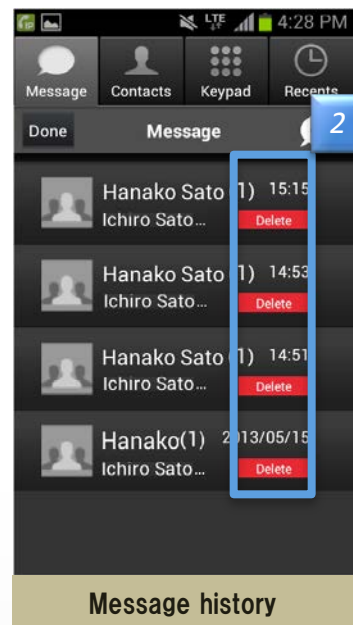 LTE 4:28 PM
Message Contacts Keypad Recents
Done Message 2
Hanako Sato (1) 15:15
Ichiro Sato... Delete
Hanako Sato (1) 14:53
Ichiro Sato... Delete
Hanako Sato (1) 14:51
Ichiro Sato... Delete
Hanako(1) 2013/05/15
Ichiro Sato... Delete
Message history